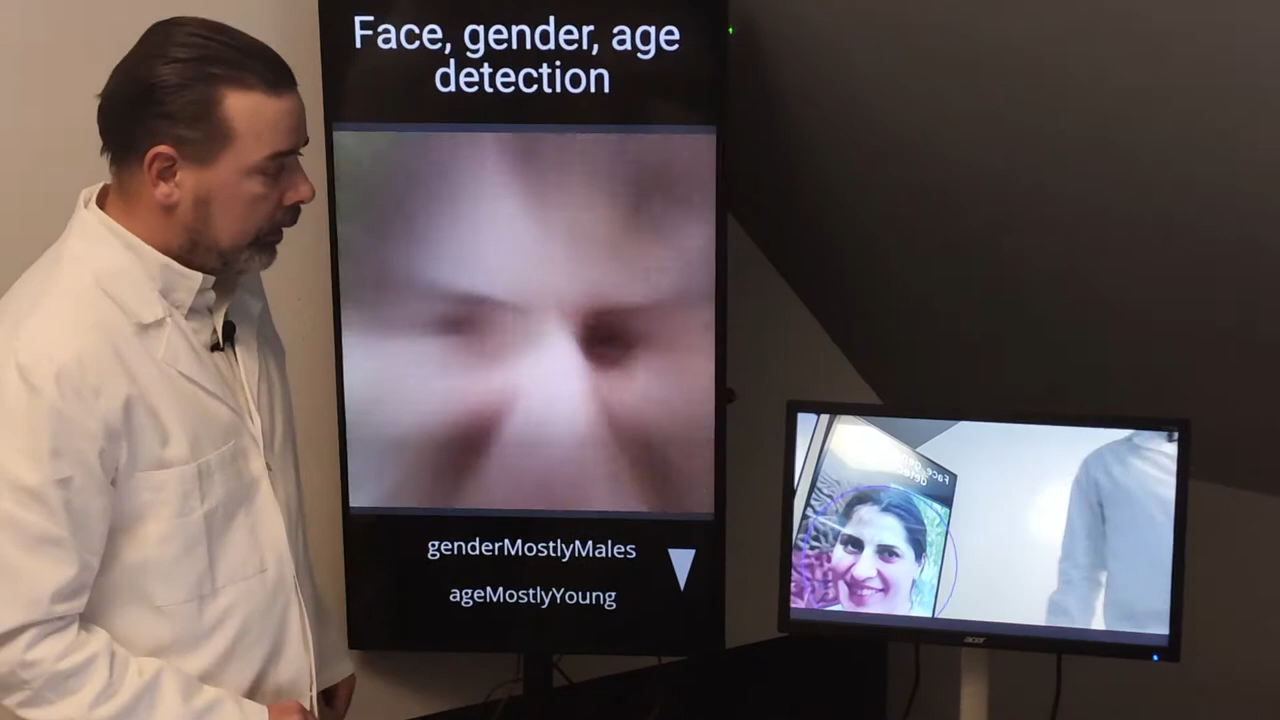 Face, gender, age
detection
genderMostlyMales
ageMostlyYoung
acer